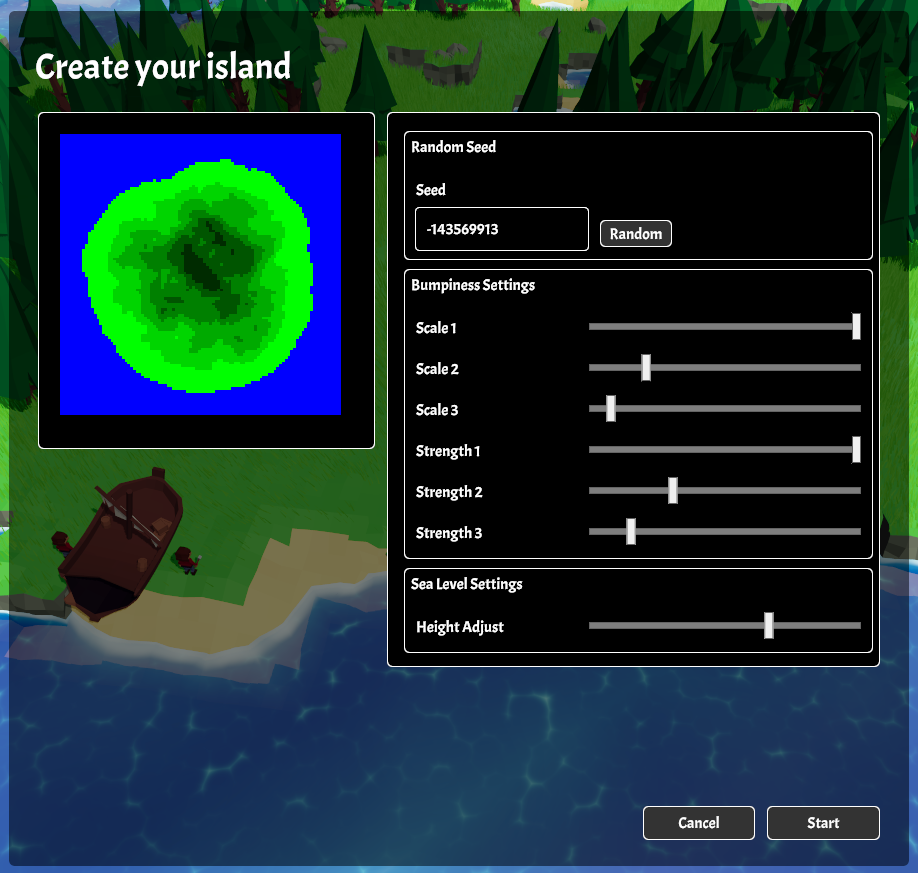 Create your island
Random Seed
Seed
-143569913
Random
Bumpiness Settings
Scale 1
Scale 2
Scale 3
Strength 1
Strength 2
Strength 3
Sea Level Settings
Height Adjust
Cancel
Start